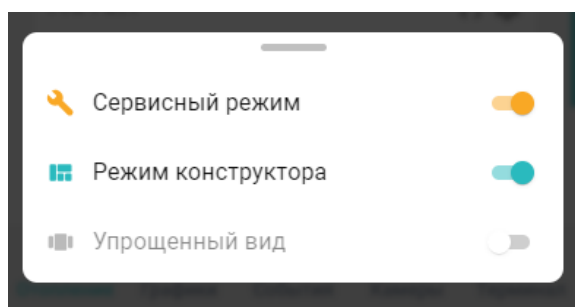 Сервисный режим
Режим конструктора
Упрощенный вид